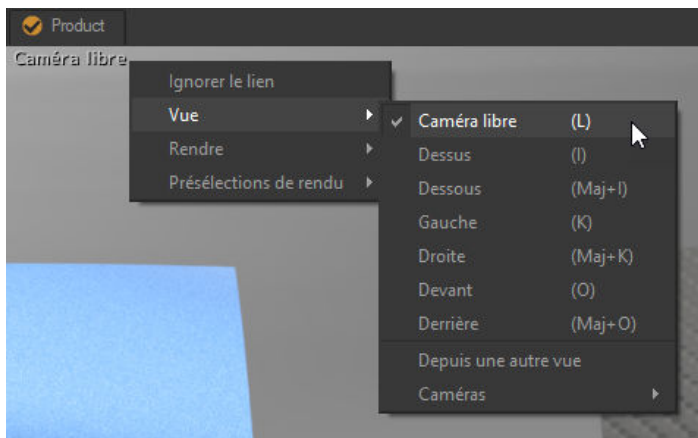 Product
Caméra libre
Ignorer le lien
Vue
Rendre
Présélections de rendu
Caméra libre (L)
Dessus (I)
Dessous (Maj+I)
Gauche (K)
Droite (Maj+K)
Devant (O)
Derrière (Maj+O)
Depuis une autre vue
Caméras